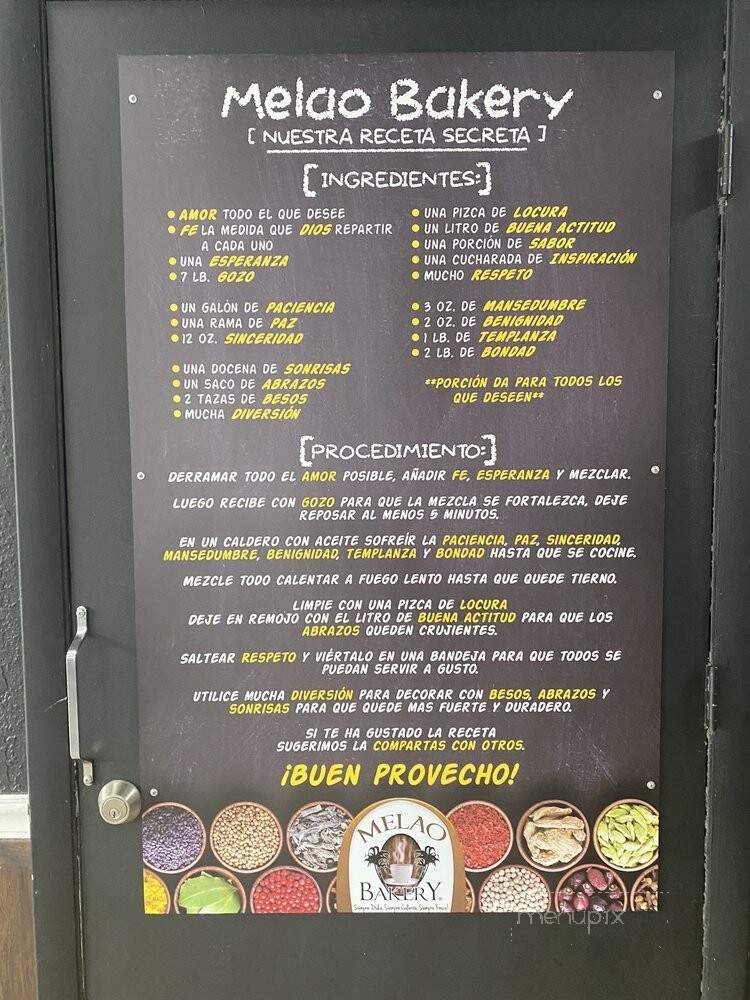 Melao Bakery
[ NUESTRA RECETA SECRETA ]
[INGREDIENTES:]
• AMOR TODO EL QUE DESEE
• FE LA MEDIDA QUE DIOS REPARTIR
A CADA UNO
• UNA ESPERANZA
• 7 LB. GOZO
• UN GALÓN DE PACIENCIA
• UNA RAMA DE PAZ
• 12 OZ. SINCERIDAD
• UNA DOCENA DE SONRISAS
• UN SACO DE ABRAZOS
• 2 TAZAS DE BESOS
• MUCHA DIVERSIÓN
• UNA PIZCA DE LOCURA
• UN LITRO DE BUENA ACTITUD
• UNA PORCIÓN DE SABOR
• UNA CUCHARADA DE INSPIRACIÓN
• MUCHO RESPETO
• 3 OZ. DE MANSEDUMBRE
• 2 OZ. DE BENIGNIDAD
• 1 LB. DE TEMPLANZA
• 2 LB. DE BONDAD
**PORCIÓN DA PARA TODOS LOS
QUE DESEEN**
[PROCEDIMIENTO:]
DERRAMAR TODO EL AMOR POSIBLE, AÑADIR FE, ESPERANZA Y MEZCLAR.
LUEGO RECIBE CON GOZO PARA QUE LA MEZCLA SE FORTALEZCA, DEJE
REPOSAR AL MENOS 5 MINUTOS.
EN UN CALDERO CON ACEITE SOFREÍR LA PACIENCIA, PAZ, SINCERIDAD,
MANSEDUMBRE, BENIGNIDAD, TEMPLANZA Y BONDAD HASTA QUE SE COCINE.
MEZCLE TODO CALENTAR A FUEGO LENTO HASTA QUE QUEDE TIERNO.
LIMPIE CON UNA PIZCA DE LOCURA
DEJE EN REMOJO CON EL LITRO DE BUENA ACTITUD PARA QUE LOS
ABRAZOS QUEDEN CRUJIENTES.
SALTEAR RESPETO Y VIÉRTALO EN UNA BANDEJA PARA QUE TODOS SE
PUEDAN SERVIR A GUSTO.
UTILICE MUCHA DIVERSIÓN PARA DECORAR CON BESOS, ABRAZOS Y
SONRISAS PARA QUE QUEDE MAS FUERTE Y DURADERO.
SI TE HA GUSTADO LA RECETA
SUGERIMOS LA COMPARTAS CON OTROS.
¡BUEN PROVECHO!
MELAO
BAKERY
Siempre Dulce, Siempre Caliente, Siempre Fresco!
menupix